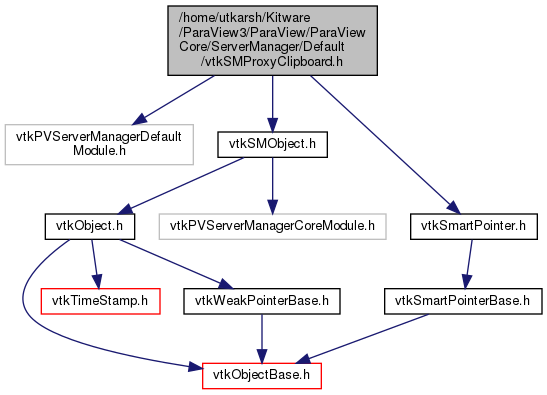 /home/utkarsh/Kitware
/ParaView3/ParaView/ParaView
Core/ServerManager/Default
/vtkSMProxyClipboard.h
vtkPVServerManagerDefault
Module.h
vtkSMObject.h
vtkObject.h
vtkPVServerManagerCoreModule.h
vtkSmartPointer.h
vtkTimeStamp.h
vtkWeakPointerBase.h
vtkSmartPointerBase.h
vtkObjectBase.h